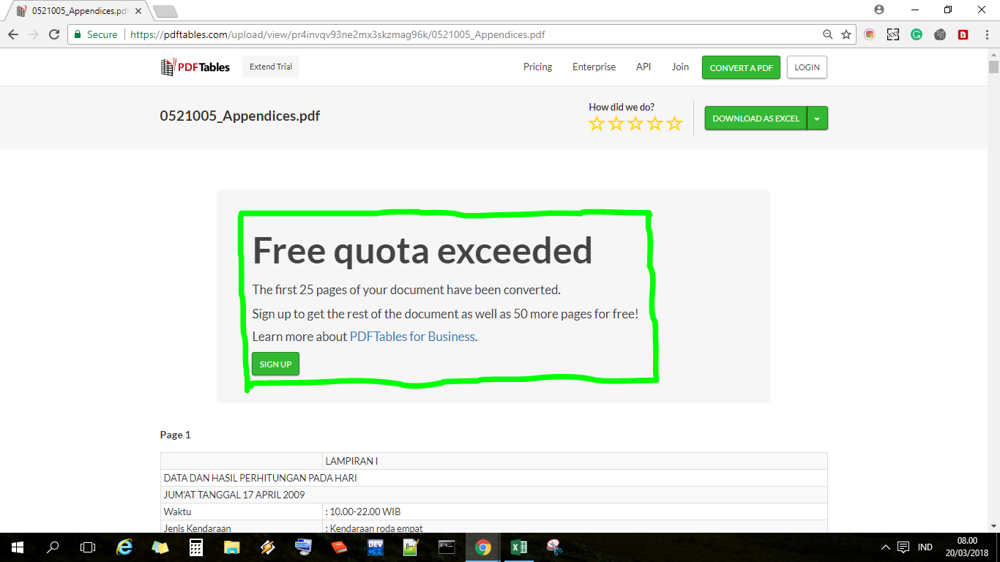 0521005_Appendices.pdf
Secure
https://pdftables.com/upload/view/pr4invqv93ne2mx3skzmag96k/0521005_Appendices.pdf
PDFTables
Extend Trial
Pricing
Enterprise
API
Join
CONVERT A PDF
LOGIN
0521005_Appendices.pdf
How did we do?
DOWNLOAD AS EXCEL
Free quota exceeded
The first 25 pages of your document have been converted.
Sign up to get the rest of the document as well as 50 more pages for free!
Learn more about PDFTables for Business.
SIGN UP
Page 1
LAMPIRAN I
DATA DAN HASIL PERHITUNGAN PADA HARI
JUM'AT TANGGAL 17 APRIL 2009
Waktu : 10.00-22.00 WIB
Jenis Kendaraan : Kendaraan roda empat
DEV
IND
08.00
20/03/2018